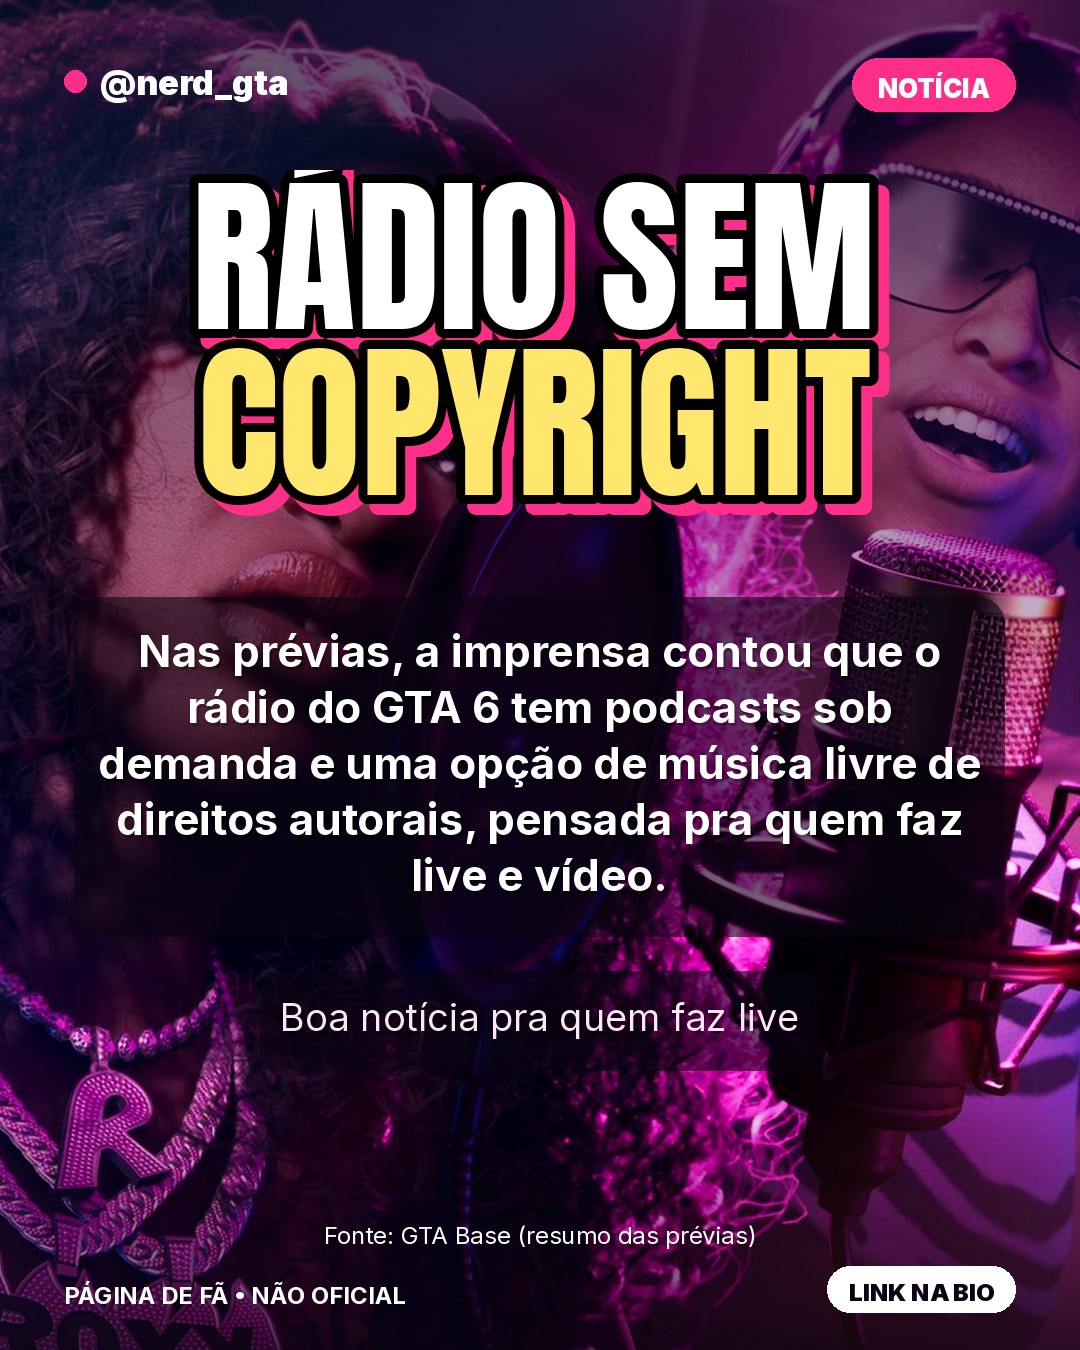 @nerd_gta
NOTÍCIA
RÁDIO SEM
COPYRIGHT
Nas prévias, a imprensa contou que o
rádio do GTA 6 tem podcasts sob
demanda e uma opção de música livre de
direitos autorais, pensada pra quem faz
live e vídeo.
Boa notícia pra quem faz live
R
Fonte: GTA Base (resumo das prévias)
PÁGINA DE FÃ • NÃO OFICIAL
LINK NA BIO
ROXY